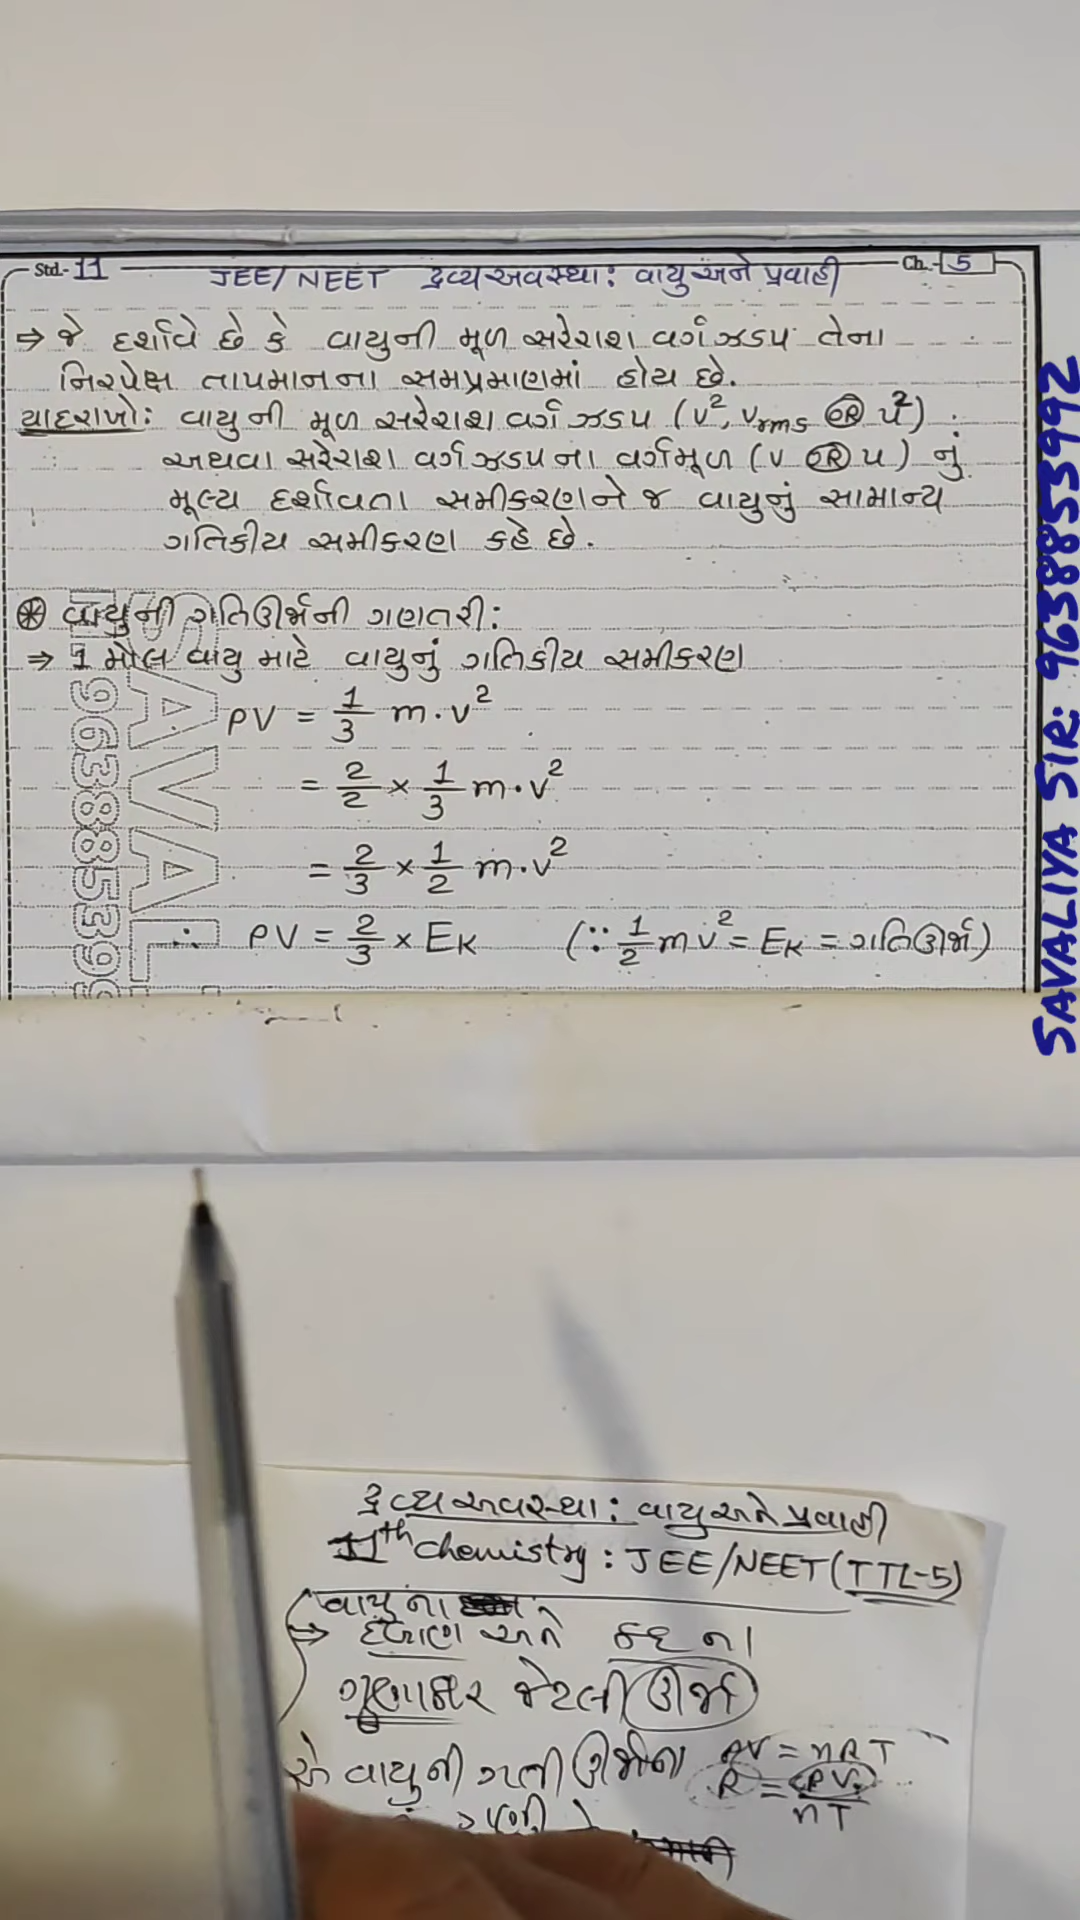 Std.-11 JEE/NEET દ્રવ્યઅવસ્થા: વાયુઅને પ્રવાહી Ch.-5
⇒ જે દર્શાવે છે કે વાયુની મૂળ સરેરાશ વર્ગઝડપ તેના
નિરપેક્ષ તાપમાનના સમપ્રમાણમાં હોય છે.
યાદરાખો: વાયુની મૂળ સરેરાશ વર્ગ ઝડપ (v², vrms OR u²)
અથવા સરેરાશ વર્ગઝડપના વર્ગમૂળ (v OR u) નું
મૂલ્ય દર્શાવતા સમીકરણને જ વાયુનું સામાન્ય
ગતિકીય સમીકરણ કહે છે.
* વાયુની ગતિઊર્જાની ગણતરી:
⇒ 1 મોલ વાયુ માટે વાયુનું ગતિકીય સમીકરણ
PV = 1/3 m·v²
= 2/2 × 1/3 m·v²
= 2/3 × 1/2 m·v²
∴ PV = 2/3 × EK (∵ 1/2 mv² = EK = ગતિઊર્જા)
SAVALIYA SIR: 9638853992
દ્રવ્યઅવસ્થા: વાયુઅને પ્રવાહી
11th chemistry: JEE/NEET (TTL-5)
વાયુના
⇒ દબાણ અને કદ ના
ગુણાકાર જેટલી ઊર્જા
એ વાયુની ગતી ઊર્જાના PV = nRT
R = PV/nT